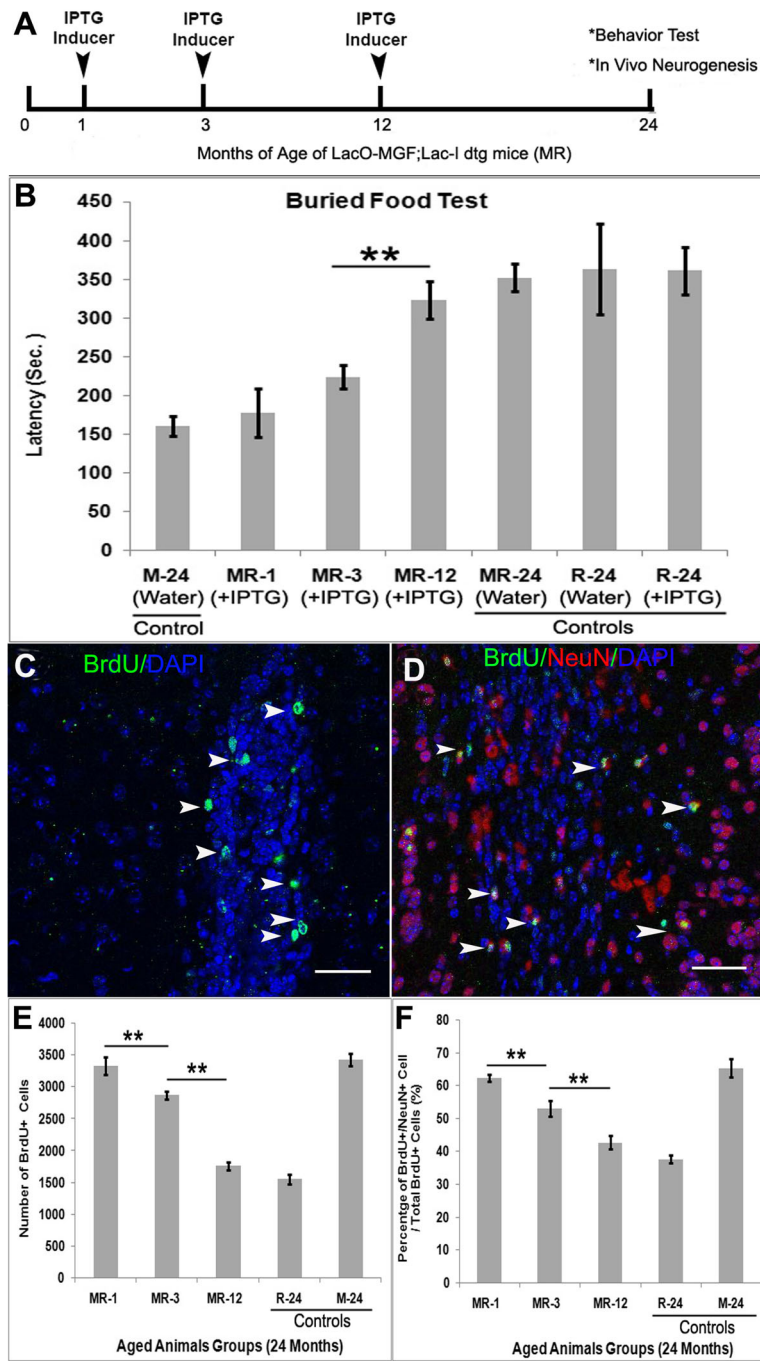 A
IPTG
Inducer
IPTG
Inducer
IPTG
Inducer
*Behavior Test
*In Vivo Neurogenesis
0 1 3 12 24
Months of Age of LacO-MGF;Lac-I dtg mice (MR)
B
Buried Food Test
**
Latency (Sec.)
450
400
350
300
250
200
150
100
50
0
M-24
(Water)
MR-1
(+IPTG)
MR-3
(+IPTG)
MR-12
(+IPTG)
MR-24
(Water)
R-24
(Water)
R-24
(+IPTG)
Control
Controls
C
BrdU/DAPI
D
BrdU/NeuN/DAPI
E
Number of BrdU+ Cells
4000
3500
3000
2500
2000
1500
1000
500
0
**
**
MR-1 MR-3 MR-12 R-24 M-24
Controls
Aged Animals Groups (24 Months)
F
Percentge of BrdU+/NeuN+ Cell
/ Total BrdU+ Cells (%)
80
70
60
50
40
30
20
10
0
**
**
MR-1 MR-3 MR-12 R-24 M-24
Controls
Aged Animals Groups (24 Months)